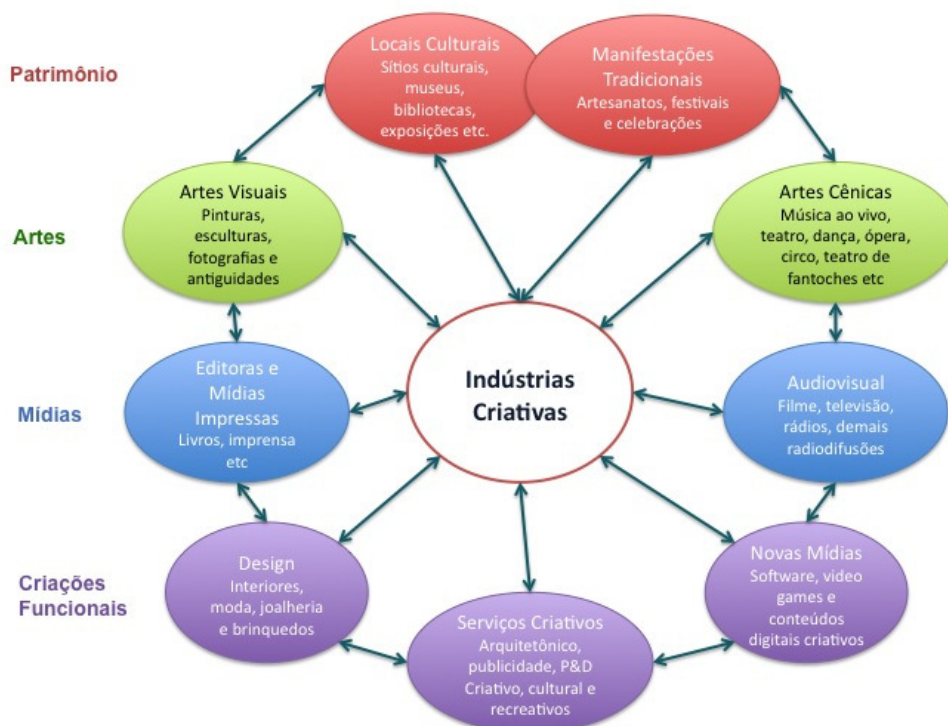 Patrimônio
Locais Culturais
Sítios culturais,
museus,
bibliotecas,
exposições etc.
Manifestações
Tradicionais
Artesanatos, festivais
e celebrações
Artes
Artes Visuais
Pinturas,
esculturas,
fotografias e
antiguidades
Artes Cênicas
Música ao vivo,
teatro, dança, ópera,
circo, teatro de
fantoches etc
Mídias
Editoras e
Mídias
Impressas
Livros, imprensa
etc
Indústrias
Criativas
Audiovisual
Filme, televisão,
rádios, demais
radiodifusões
Criações
Funcionais
Design
Interiores,
moda, joalheria
e brinquedos
Serviços Criativos
Arquitetônico,
publicidade, P&D
Criativo, cultural e
recreativos
Novas Mídias
Software, video
games e
conteúdos
digitais criativos